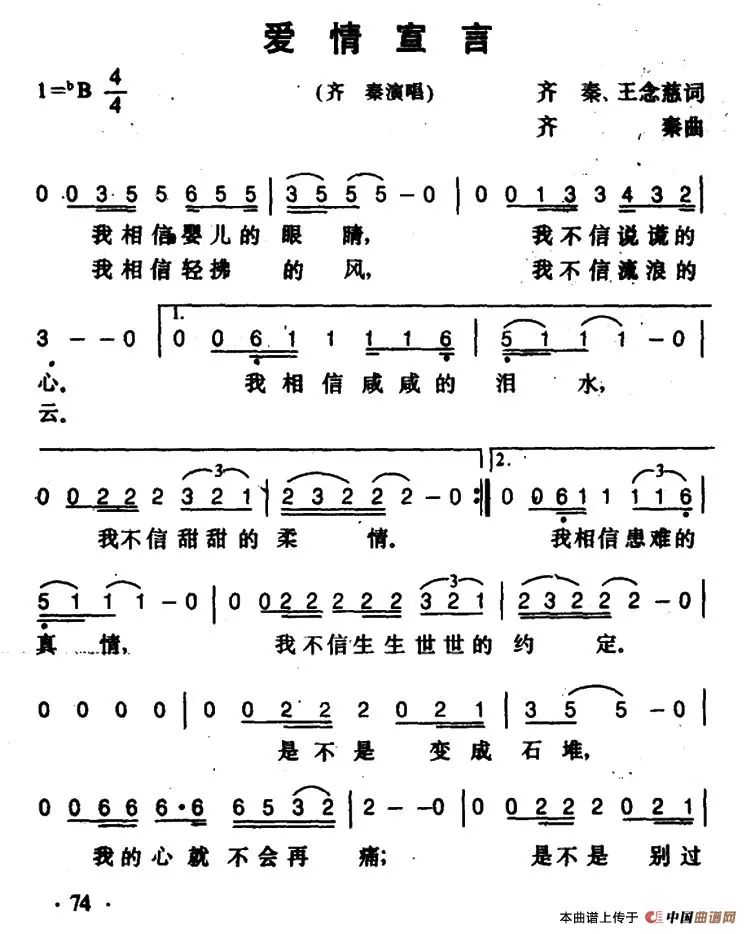 爱情宣言
1=ᵇB 4/4 (齐 秦演唱) 齐 秦、王念慈词
齐 秦曲
0 0 3 5 5 6 5 5 | 3 5 5 5 – 0 | 0 0 1 3 3 4 3 2 |
我相信婴儿的眼睛, 我不信说谎的
我相信轻拂的风, 我不信流浪的
3 – – 0 | 1. 0 0 6 1 1 1 1 6 | 5 1 1 1 – 0 |
心. 我相信咸咸的泪水,
云.
0 0 2 2 2 3 2 1 | 2 3 2 2 2 – 0 :| 2. 0 0 6 1 1 1 1 6 |
我不信甜甜的柔情. 我相信患难的
5 1 1 1 – 0 | 0 0 2 2 2 2 2 3 2 1 | 2 3 2 2 2 2 – 0 |
真情, 我不信生生世世的约定.
0 0 0 0 | 0 0 2 2 2 0 2 1 | 3 5 5 – 0 |
是不是变成石堆,
0 0 6 6 6·6 6 5 3 2 | 2 – – 0 | 0 0 2 2 2 0 2 1 |
我的心就不会再痛; 是不是别过
· 74 ·
本曲谱上传于 中国曲谱网